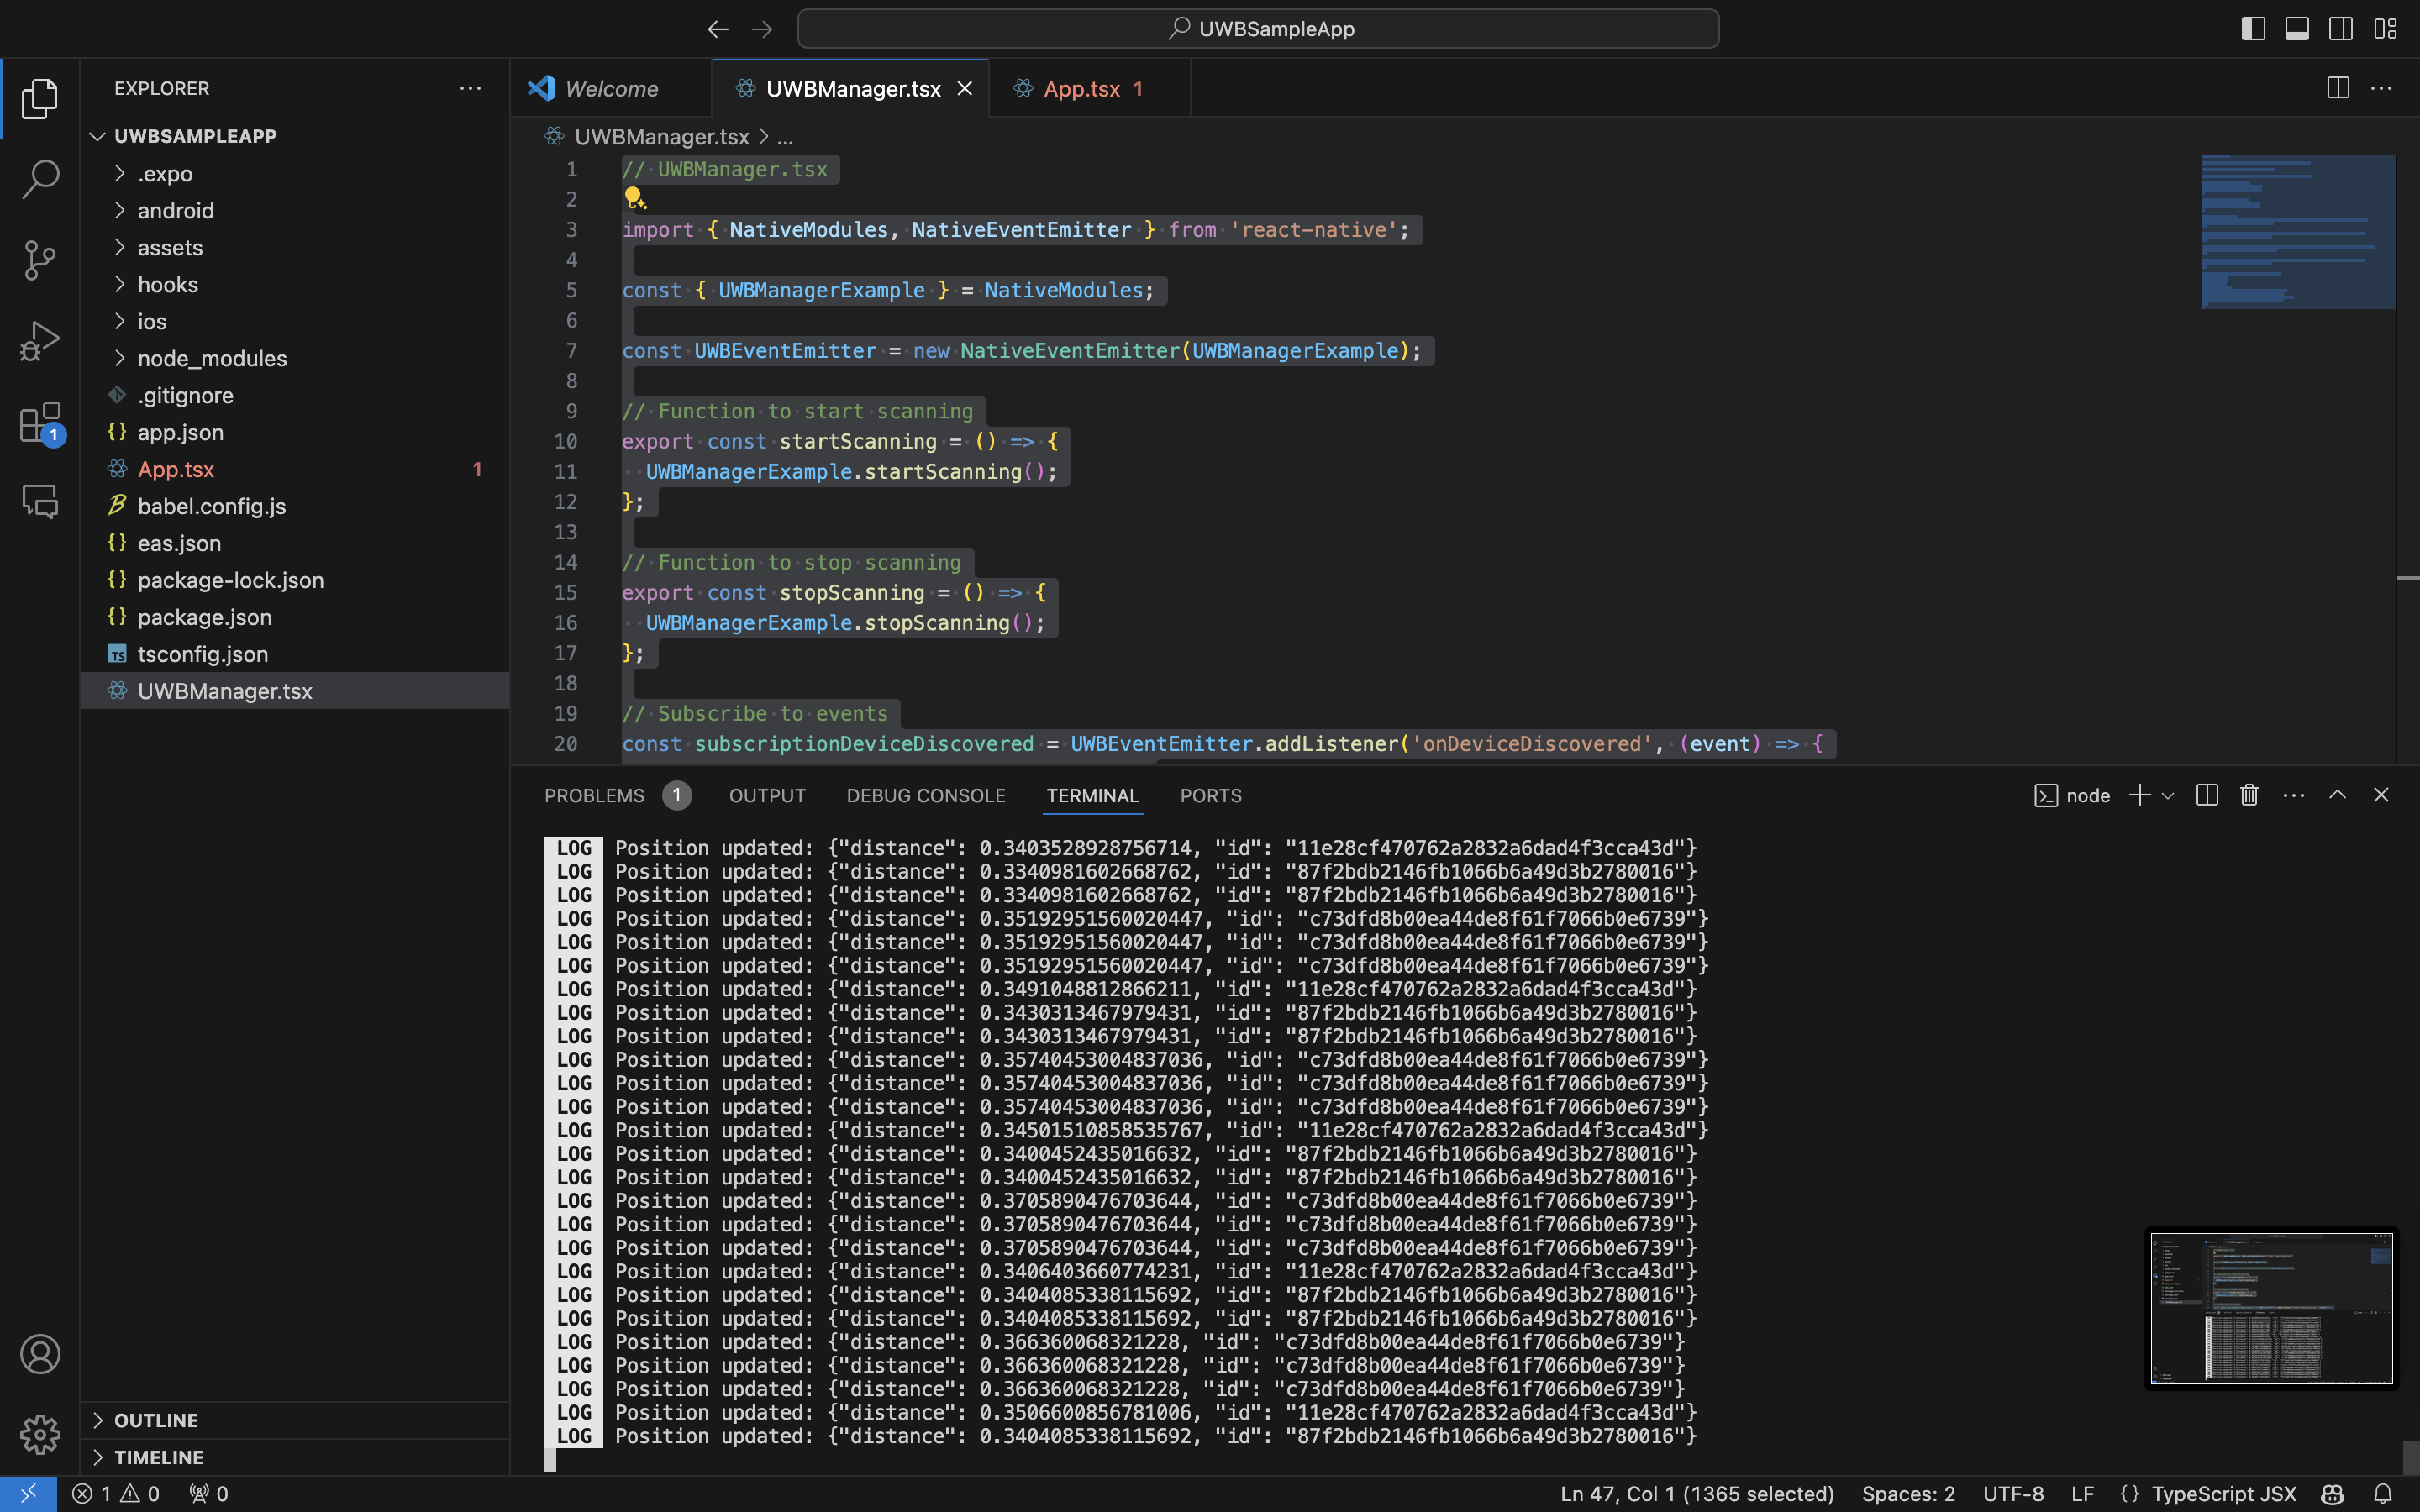 UWBSampleApp
EXPLORER
UWBSAMPLEAPP
.expo
android
assets
hooks
ios
node_modules
.gitignore
{} app.json
App.tsx 1
babel.config.js
{} eas.json
{} package-lock.json
{} package.json
TS tsconfig.json
UWBManager.tsx
OUTLINE
TIMELINE
1
Welcome
UWBManager.tsx
App.tsx 1
UWBManager.tsx > ...
1 // UWBManager.tsx
2
3 import { NativeModules, NativeEventEmitter } from 'react-native';
4
5 const { UWBManagerExample } = NativeModules;
6
7 const UWBEventEmitter = new NativeEventEmitter(UWBManagerExample);
8
9 // Function to start scanning
10 export const startScanning = () => {
11 UWBManagerExample.startScanning();
12 };
13
14 // Function to stop scanning
15 export const stopScanning = () => {
16 UWBManagerExample.stopScanning();
17 };
18
19 // Subscribe to events
20 const subscriptionDeviceDiscovered = UWBEventEmitter.addListener('onDeviceDiscovered', (event) => {
PROBLEMS 1 OUTPUT DEBUG CONSOLE TERMINAL PORTS node
LOG Position updated: {"distance": 0.3403528928756714, "id": "11e28cf470762a2832a6dad4f3cca43d"}
LOG Position updated: {"distance": 0.3340981602668762, "id": "87f2bdb2146fb1066b6a49d3b2780016"}
LOG Position updated: {"distance": 0.3340981602668762, "id": "87f2bdb2146fb1066b6a49d3b2780016"}
LOG Position updated: {"distance": 0.35192951560020447, "id": "c73dfd8b00ea44de8f61f7066b0e6739"}
LOG Position updated: {"distance": 0.35192951560020447, "id": "c73dfd8b00ea44de8f61f7066b0e6739"}
LOG Position updated: {"distance": 0.35192951560020447, "id": "c73dfd8b00ea44de8f61f7066b0e6739"}
LOG Position updated: {"distance": 0.3491048812866211, "id": "11e28cf470762a2832a6dad4f3cca43d"}
LOG Position updated: {"distance": 0.3430313467979431, "id": "87f2bdb2146fb1066b6a49d3b2780016"}
LOG Position updated: {"distance": 0.3430313467979431, "id": "87f2bdb2146fb1066b6a49d3b2780016"}
LOG Position updated: {"distance": 0.35740453004837036, "id": "c73dfd8b00ea44de8f61f7066b0e6739"}
LOG Position updated: {"distance": 0.35740453004837036, "id": "c73dfd8b00ea44de8f61f7066b0e6739"}
LOG Position updated: {"distance": 0.35740453004837036, "id": "c73dfd8b00ea44de8f61f7066b0e6739"}
LOG Position updated: {"distance": 0.34501510858535767, "id": "11e28cf470762a2832a6dad4f3cca43d"}
LOG Position updated: {"distance": 0.3400452435016632, "id": "87f2bdb2146fb1066b6a49d3b2780016"}
LOG Position updated: {"distance": 0.3400452435016632, "id": "87f2bdb2146fb1066b6a49d3b2780016"}
LOG Position updated: {"distance": 0.3705890476703644, "id": "c73dfd8b00ea44de8f61f7066b0e6739"}
LOG Position updated: {"distance": 0.3705890476703644, "id": "c73dfd8b00ea44de8f61f7066b0e6739"}
LOG Position updated: {"distance": 0.3705890476703644, "id": "c73dfd8b00ea44de8f61f7066b0e6739"}
LOG Position updated: {"distance": 0.3406403660774231, "id": "11e28cf470762a2832a6dad4f3cca43d"}
LOG Position updated: {"distance": 0.3404085338115692, "id": "87f2bdb2146fb1066b6a49d3b2780016"}
LOG Position updated: {"distance": 0.3404085338115692, "id": "87f2bdb2146fb1066b6a49d3b2780016"}
LOG Position updated: {"distance": 0.366360068321228, "id": "c73dfd8b00ea44de8f61f7066b0e6739"}
LOG Position updated: {"distance": 0.366360068321228, "id": "c73dfd8b00ea44de8f61f7066b0e6739"}
LOG Position updated: {"distance": 0.366360068321228, "id": "c73dfd8b00ea44de8f61f7066b0e6739"}
LOG Position updated: {"distance": 0.3506600856781006, "id": "11e28cf470762a2832a6dad4f3cca43d"}
LOG Position updated: {"distance": 0.3404085338115692, "id": "87f2bdb2146fb1066b6a49d3b2780016"}
1 0 0 Ln 47, Col 1 (1365 selected) Spaces: 2 UTF-8 LF {} TypeScript JSX